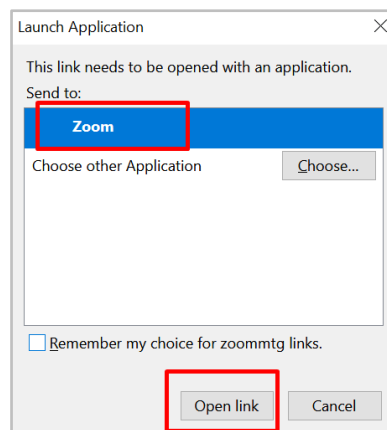 Launch Application
This link needs to be opened with an application.
Send to:
Zoom
Choose other Application Choose...
Remember my choice for zoommtg links.
Open link Cancel